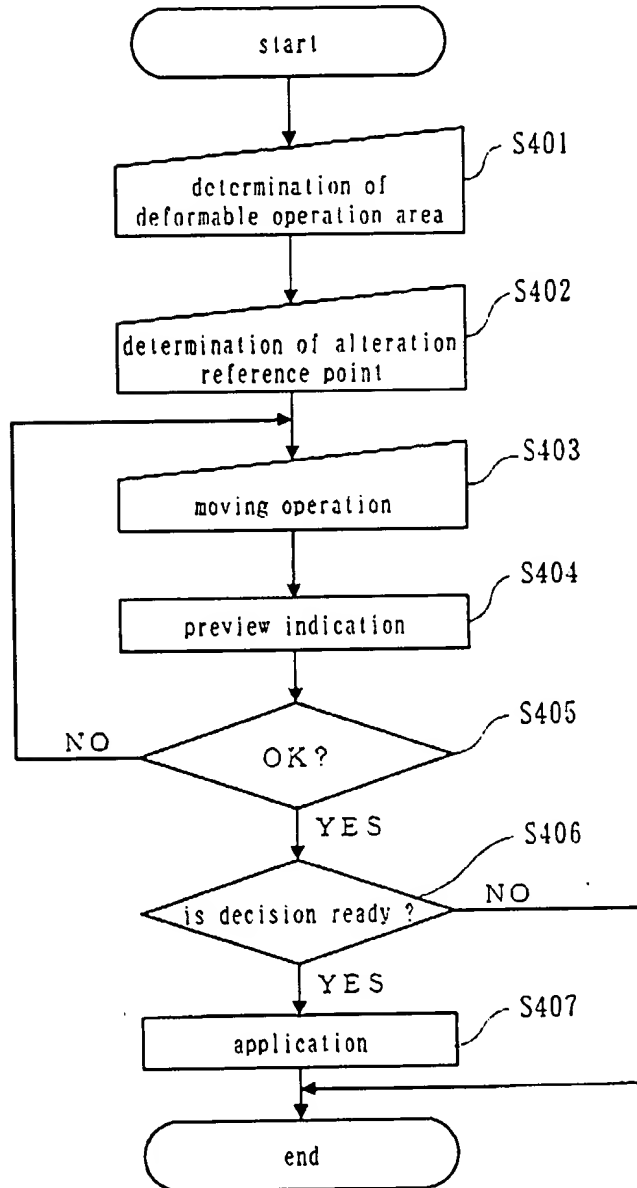 start
S401
determination of
deformable operation area
S402
determination of alteration
reference point
S403
moving operation
S404
preview indication
S405
NO
OK?
YES
S406
is decision ready ?
NO
YES
S407
application
end